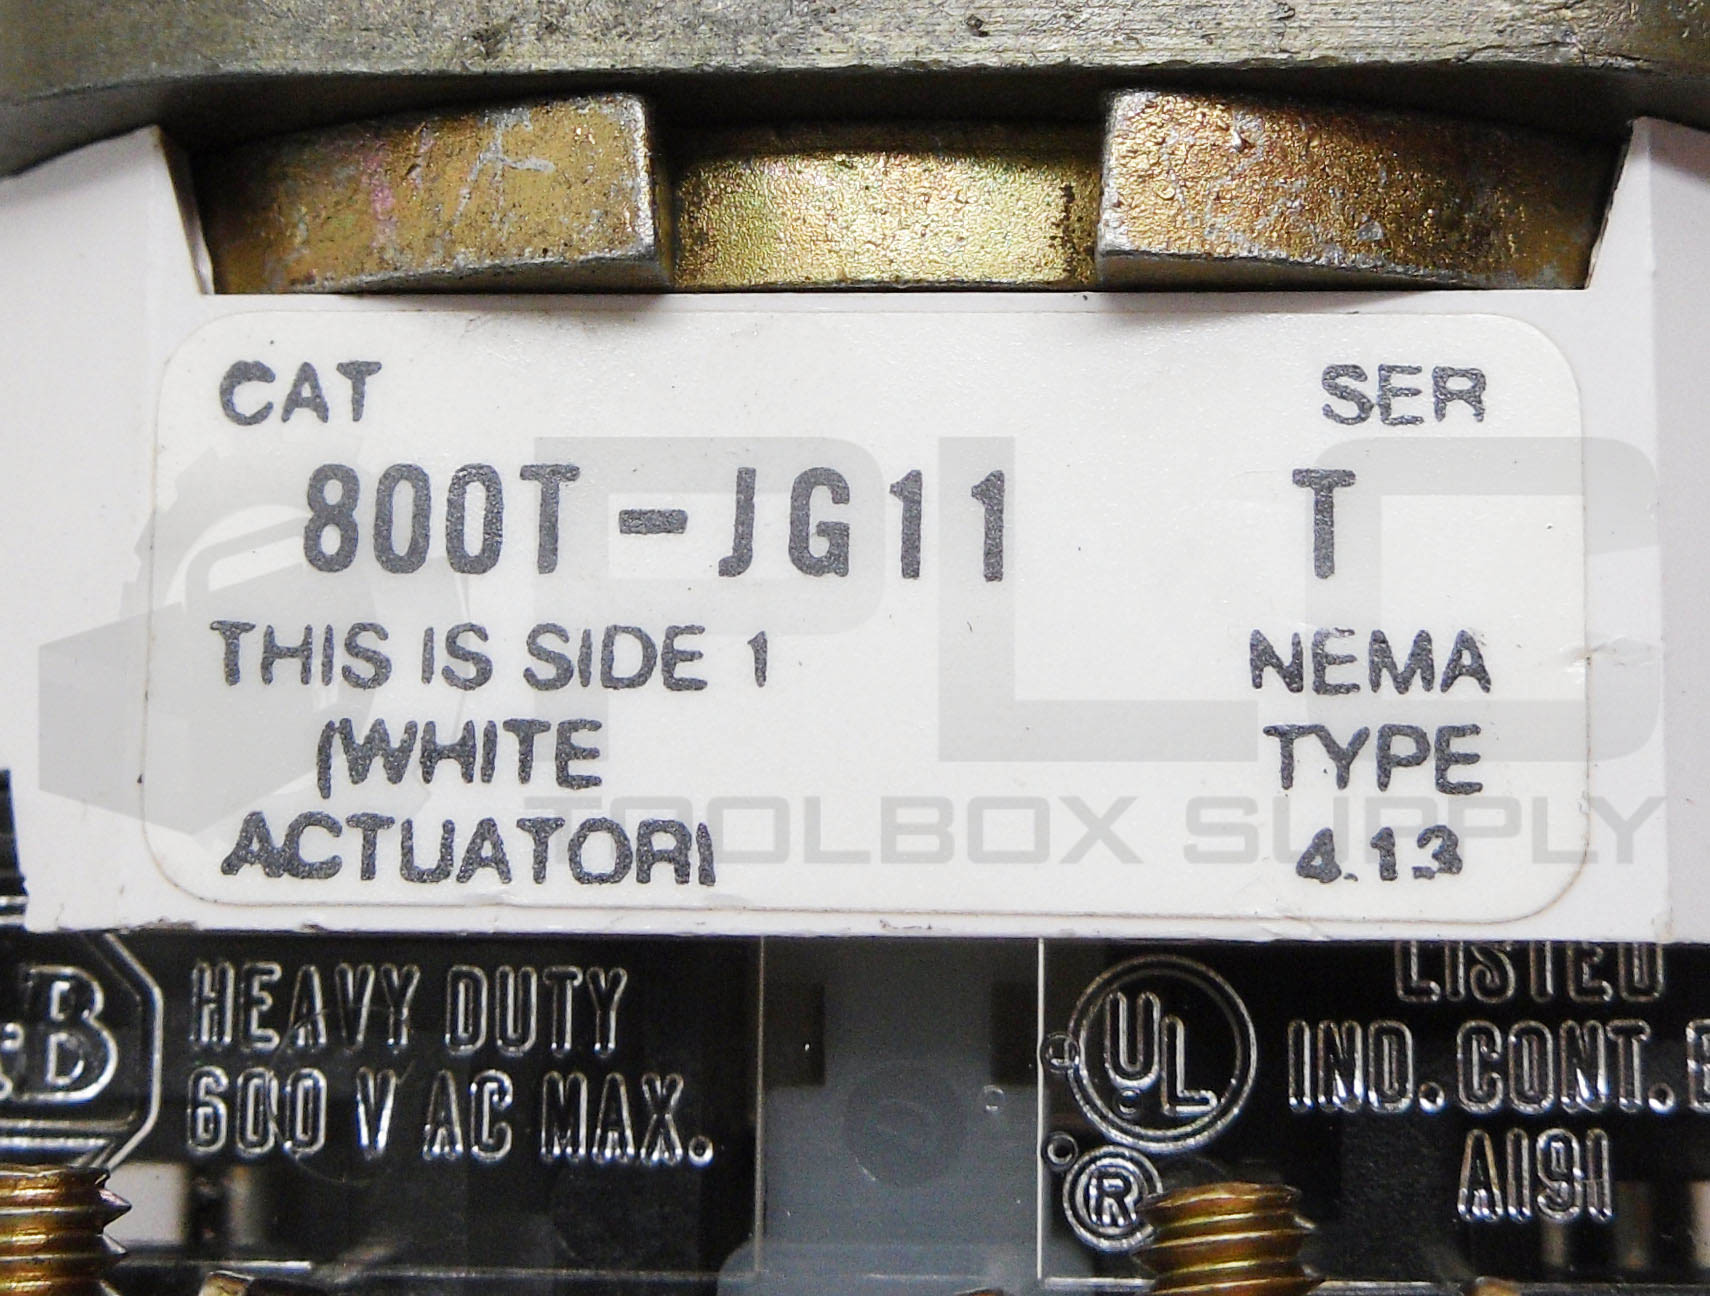 CAT SER
800T-JG11 T
THIS IS SIDE 1 NEMA
(WHITE TYPE
ACTUATOR) 4.13
PLC
TOOLBOX SUPPLY
B HEAVY DUTY
600 V AC MAX.
UL LISTED
IND. CONT.
A191
®